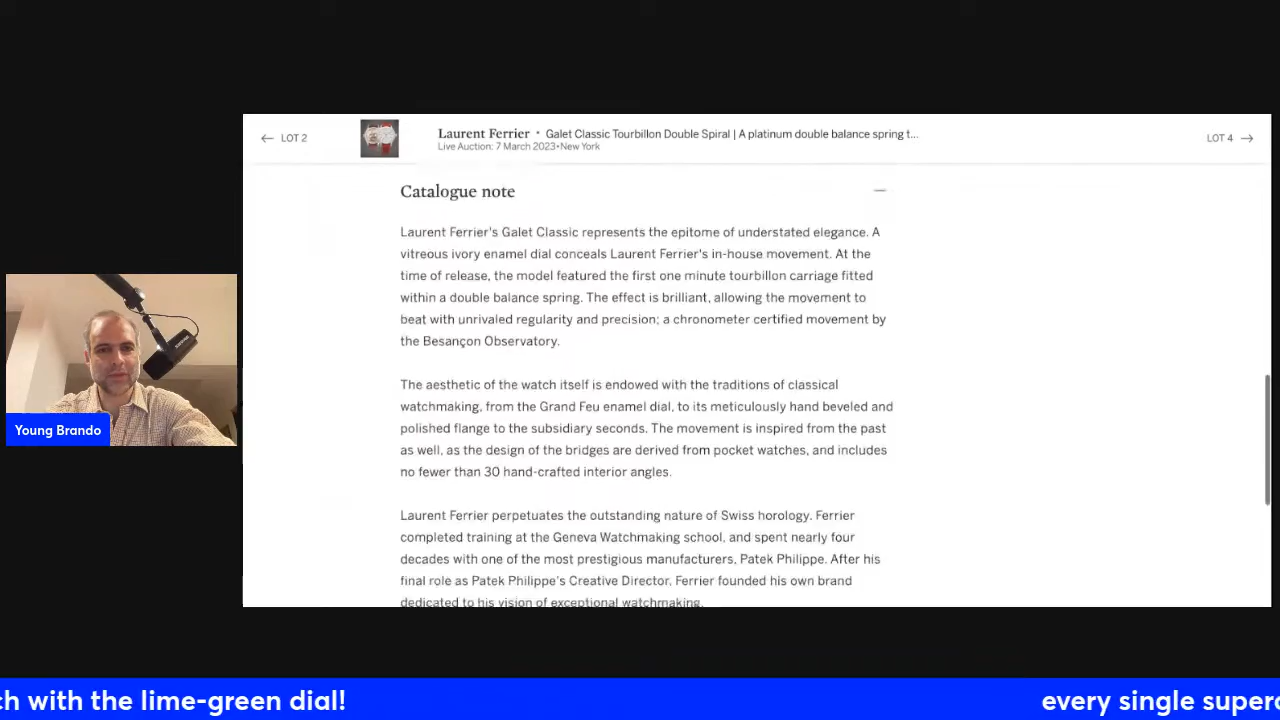 ← LOT 2
Laurent Ferrier • Galet Classic Tourbillon Double Spiral | A platinum double balance spring t...
Live Auction: 7 March 2023•New York
LOT 4 →
Catalogue note
Laurent Ferrier's Galet Classic represents the epitome of understated elegance. A
vitreous ivory enamel dial conceals Laurent Ferrier's in-house movement. At the
time of release, the model featured the first one minute tourbillon carriage fitted
within a double balance spring. The effect is brilliant, allowing the movement to
beat with unrivaled regularity and precision; a chronometer certified movement by
the Besançon Observatory.
The aesthetic of the watch itself is endowed with the traditions of classical
watchmaking, from the Grand Feu enamel dial, to its meticulously hand beveled and
polished flange to the subsidiary seconds. The movement is inspired from the past
as well, as the design of the bridges are derived from pocket watches, and includes
no fewer than 30 hand-crafted interior angles.
Laurent Ferrier perpetuates the outstanding nature of Swiss horology. Ferrier
completed training at the Geneva Watchmaking school, and spent nearly four
decades with one of the most prestigious manufacturers, Patek Philippe. After his
final role as Patek Philippe's Creative Director, Ferrier founded his own brand
dedicated to his vision of exceptional watchmaking.
Young Brando
ch with the lime-green dial!
every single superc